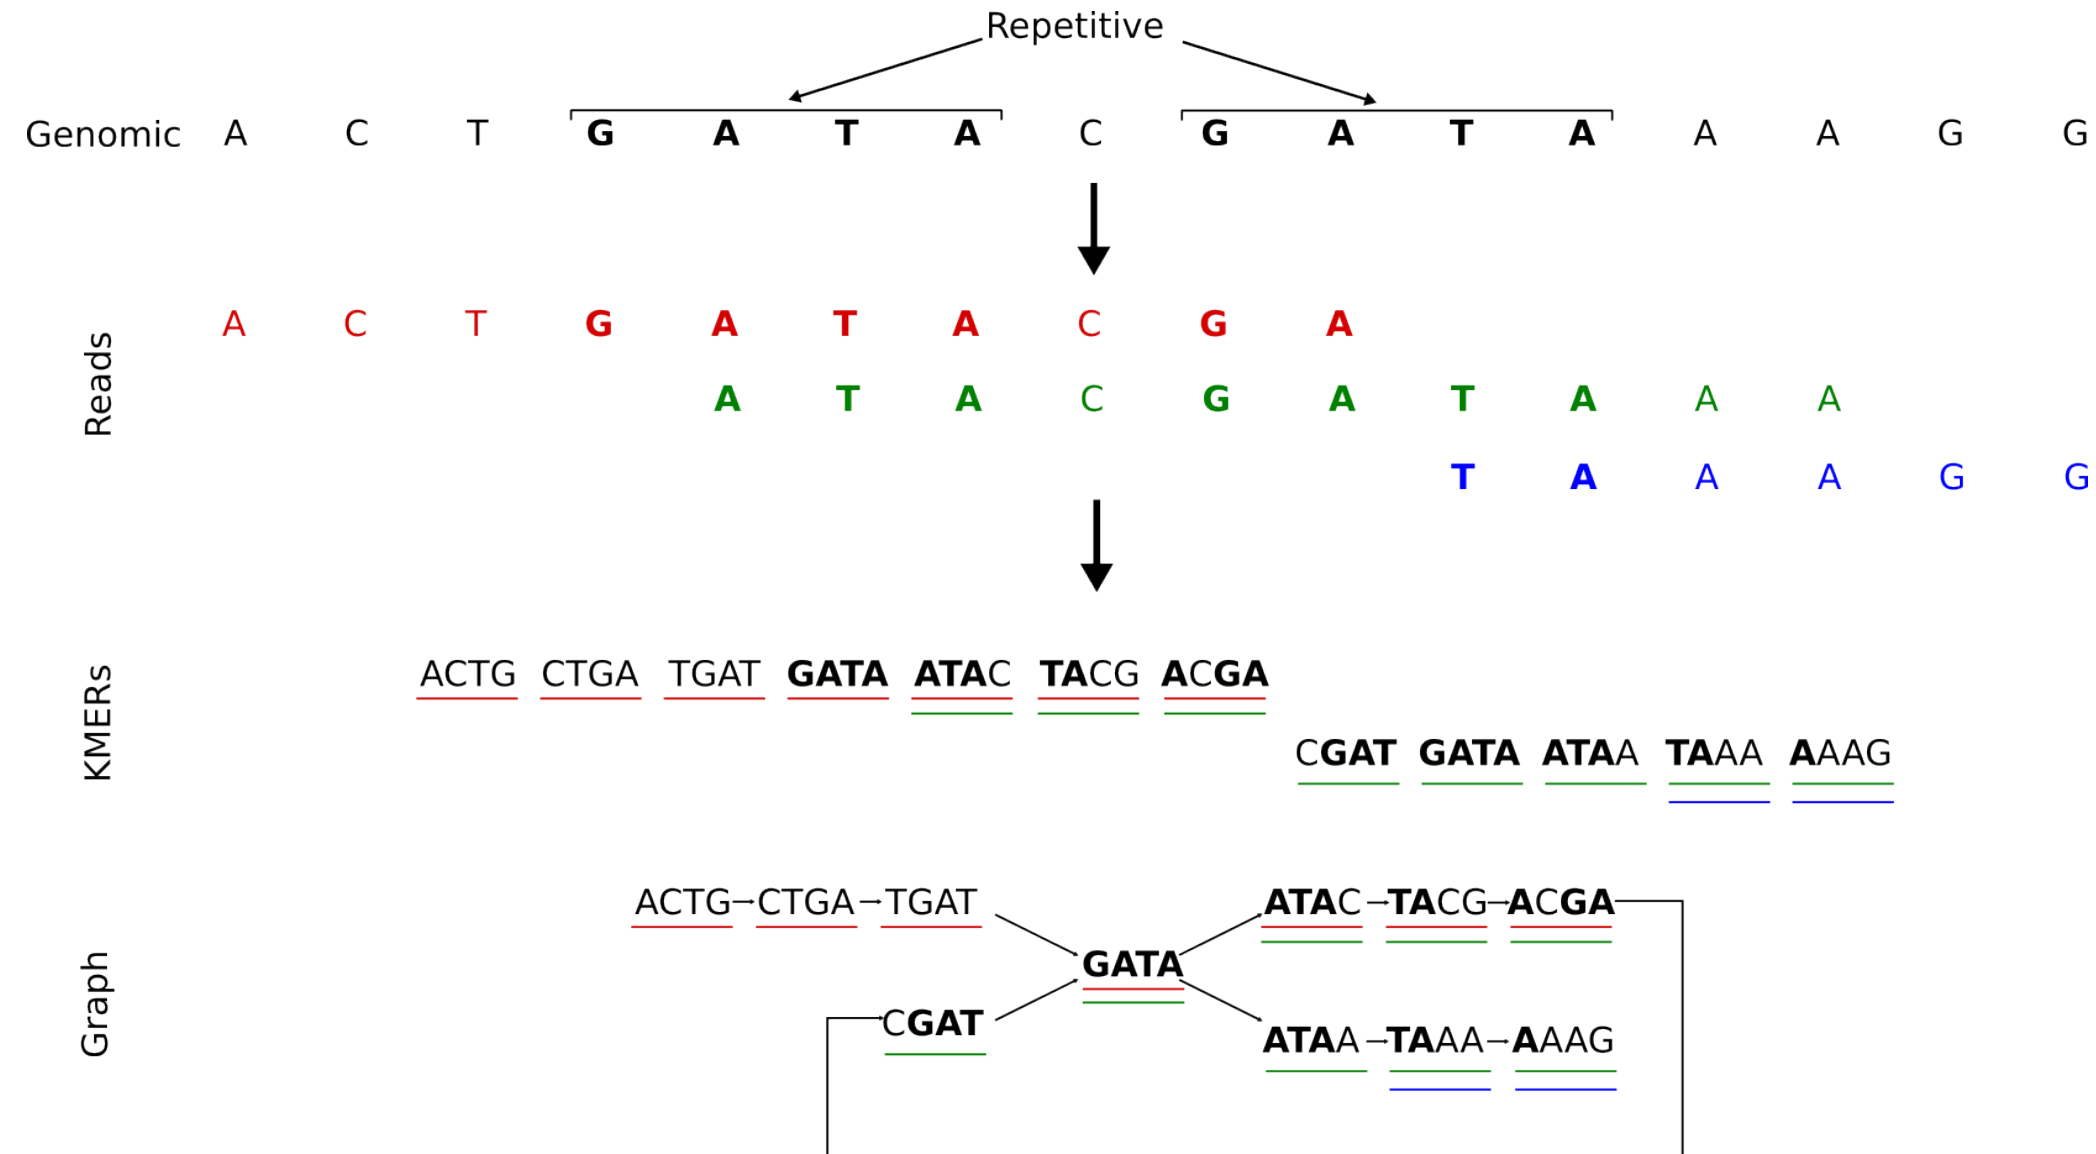 Repetitive
Genomic A C T G A T A C G A T A A A G G
Reads
A C T G A T A C G A
A T A C G A T A A A
T A A A G G
KMERs
ACTG CTGA TGAT GATA ATAC TACG ACGA
CGAT GATA ATAA TAAA AAAG
Graph
ACTG CTGA TGAT ATAC TACG ACGA
GATA
CGAT ATAA TAAA AAAG